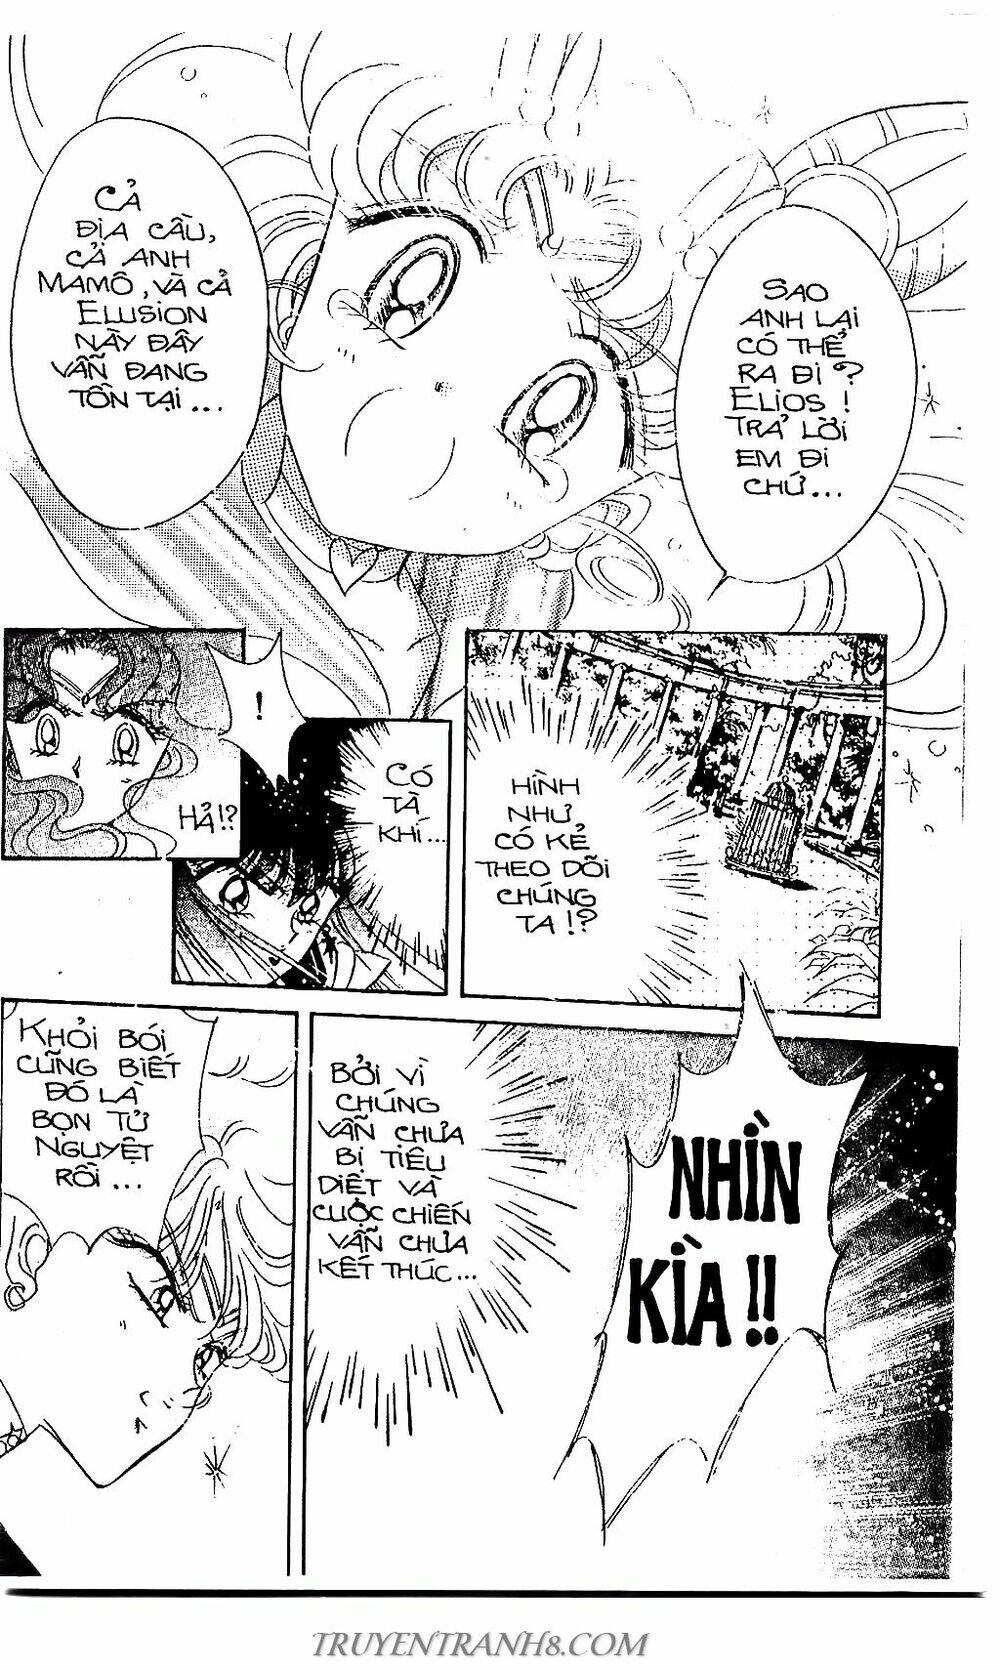 SAO
ANH LẠI
CÓ THỂ
RA ĐI ?
ELIOS !
TRẢ LỜI
EM ĐI
CHỨ...
CẢ
ĐỊA CẦU,
CẢ ANH
MAMÔ, VÀ CẢ
ELUSION
NÀY ĐÂY
VẪN ĐANG
TỒN TẠI ...
HÌNH
NHƯ
CÓ KẺ
THEO DÕI
CHÚNG
TA !?
CÓ
TÀ
KHÍ...
!
HẢ!?
NHÌN
KÌA !!
BỞI VÌ
CHÚNG
VẪN CHƯA
BỊ TIÊU
DIỆT VÀ
CUỘC CHIẾN
VẪN CHƯA
KẾT THÚC...
KHỎI BÓI
CŨNG BIẾT
ĐÓ LÀ
BỌN TỬ
NGUYỆT
RỒI ...
TRUYENTRANH8.COM